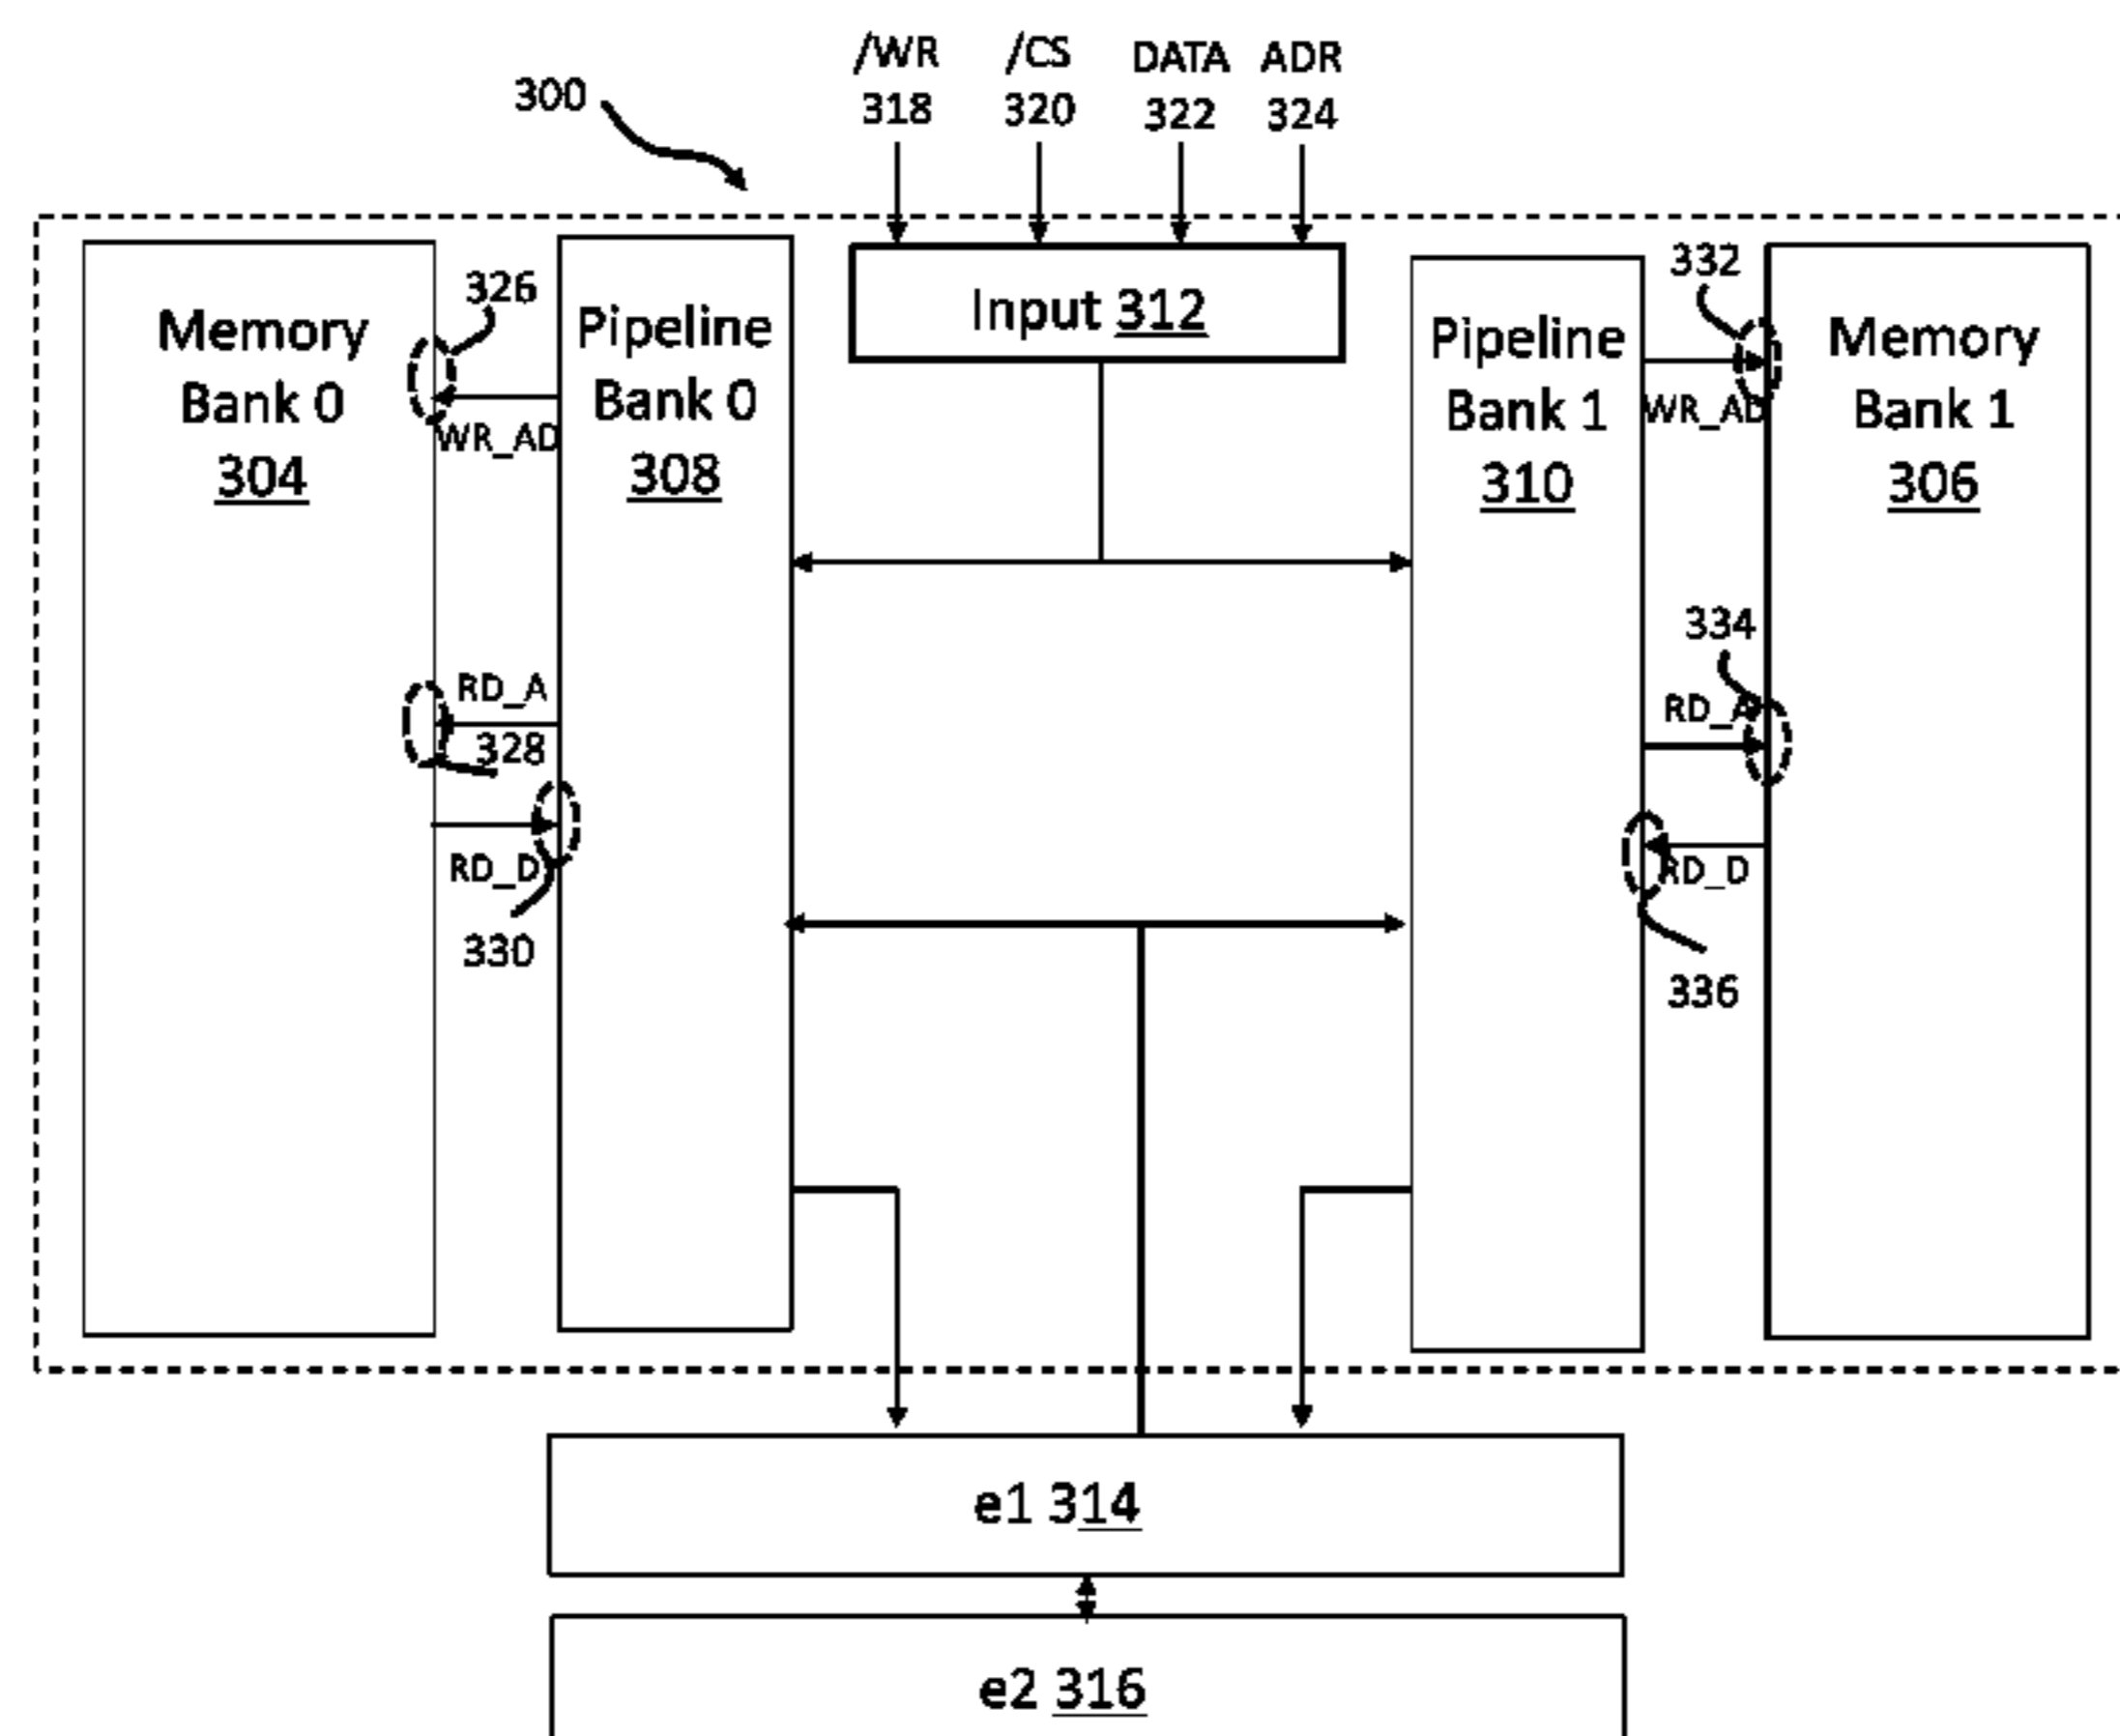 /WR /CS DATA ADR
300 318 320 322 324
326
332
Memory
Bank 0
304
Pipeline
Bank 0
308
Input 312
Pipeline
Bank 1
310
Memory
Bank 1
306
WR_AD
WR_AD
334
RD_A
328
RD_A
RD_D
330
RD_D
336
e1 314
e2 316